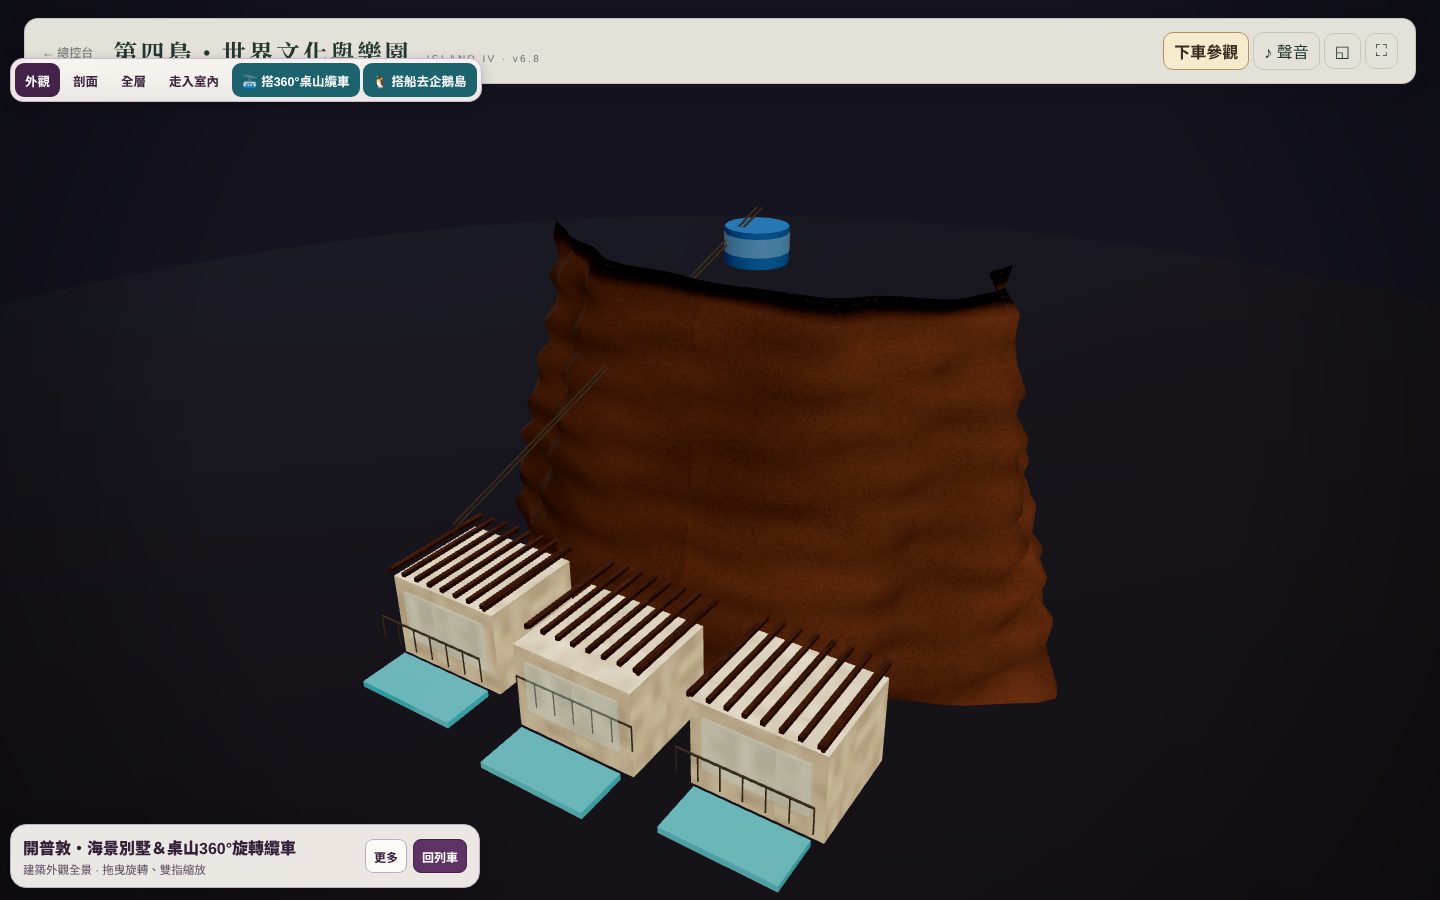 ← 總控台
第四島・世界文化與樂園
ISLAND IV · v6.8
下車參觀
♪ 聲音
外觀
剖面
全層
走入室內
🚠 搭360°桌山纜車
🐧 搭船去企鵝島
開普敦・海景別墅&桌山360°旋轉纜車
建築外觀全景 · 拖曳旋轉、雙指縮放
更多
回列車